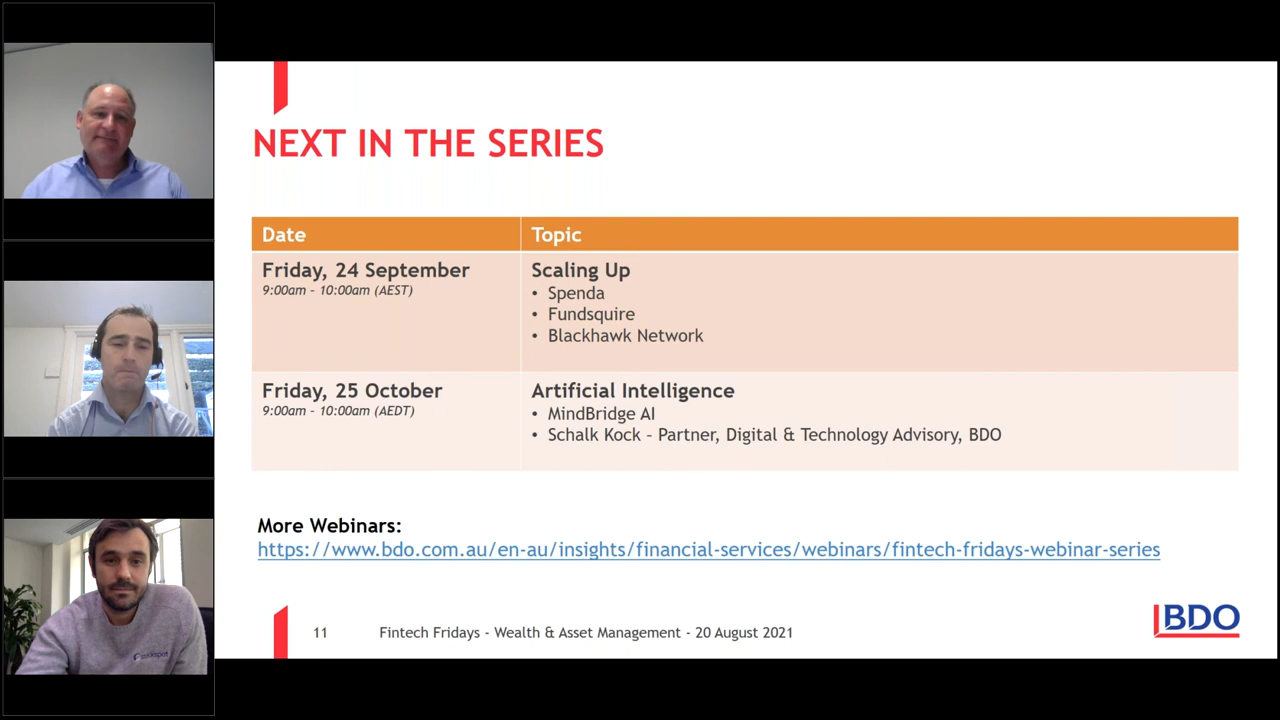 NEXT IN THE SERIES
Date
Topic
Friday, 24 September
9:00am - 10:00am (AEST)
Scaling Up
• Spenda
• Fundsquire
• Blackhawk Network
Friday, 25 October
9:00am - 10:00am (AEDT)
Artificial Intelligence
• MindBridge AI
• Schalk Kock - Partner, Digital & Technology Advisory, BDO
More Webinars:
https://www.bdo.com.au/en-au/insights/financial-services/webinars/fintech-fridays-webinar-series
11
Fintech Fridays - Wealth & Asset Management - 20 August 2021
BDO